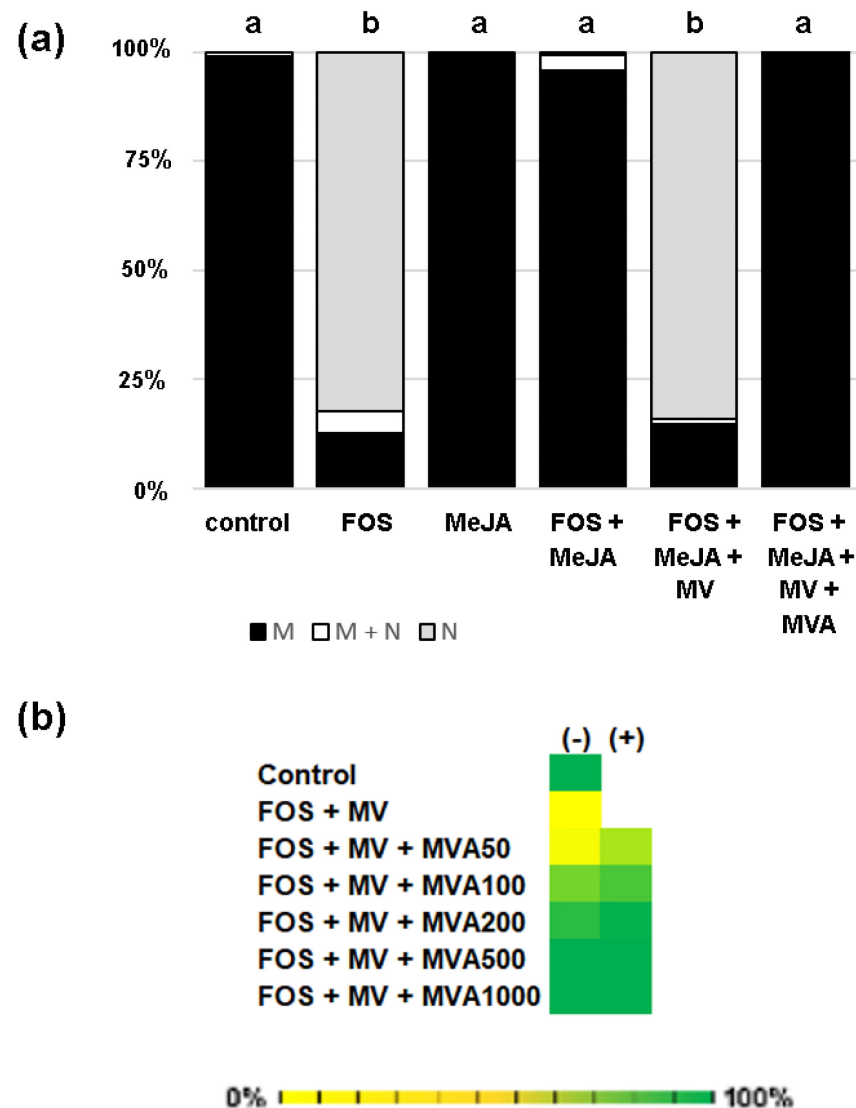 (a)
a b a a b a
100%
75%
50%
25%
0%
control FOS MeJA FOS + FOS + FOS +
MeJA MeJA + MeJA +
MV MV +
MVA
M M + N N
(b)
(-) (+)
Control
FOS + MV
FOS + MV + MVA50
FOS + MV + MVA100
FOS + MV + MVA200
FOS + MV + MVA500
FOS + MV + MVA1000
0% 100%